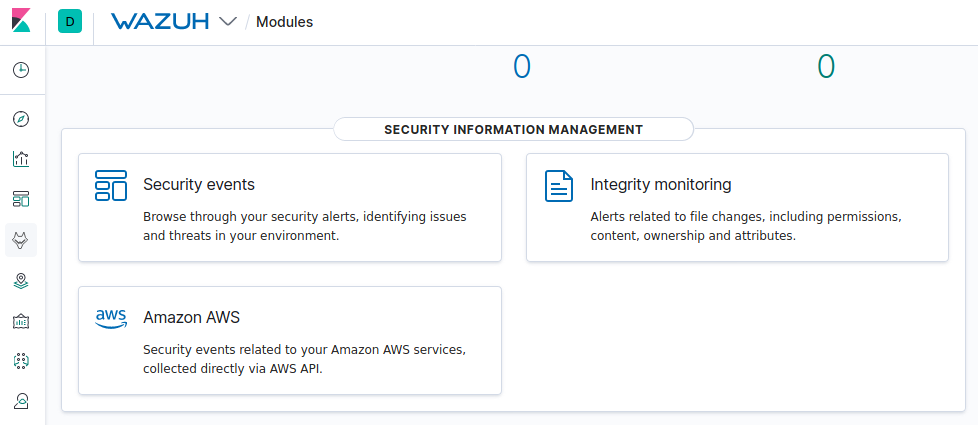 D WAZUH / Modules
0 0
SECURITY INFORMATION MANAGEMENT
Security events
Browse through your security alerts, identifying issues
and threats in your environment.
Integrity monitoring
Alerts related to file changes, including permissions,
content, ownership and attributes.
aws Amazon AWS
Security events related to your Amazon AWS services,
collected directly via AWS API.